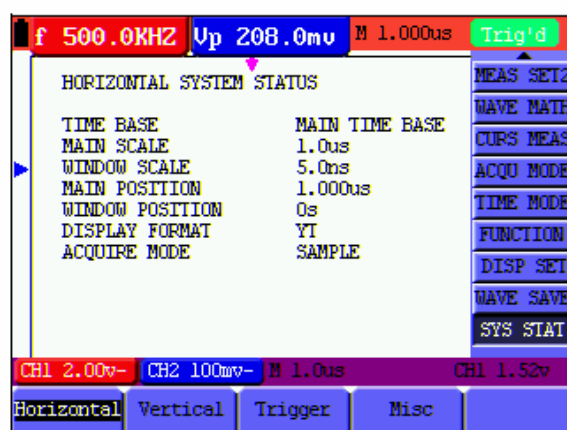 f 500.0KHZ Vp 208.0mv M 1.000us Trig'd
HORIZONTAL SYSTEM STATUS
TIME BASE MAIN TIME BASE
MAIN SCALE 1.0us
WINDOW SCALE 5.0ns
MAIN POSITION 1.000us
WINDOW POSITION 0s
DISPLAY FORMAT YT
ACQUIRE MODE SAMPLE
MEAS SET2
WAVE MATH
CURS MEAS
ACQU MODE
TIME MODE
FUNCTION
DISP SET
WAVE SAVE
SYS STAT
CH1 2.00v- CH2 100mv- M 1.0us CH1 1.52v
Horizontal Vertical Trigger Misc